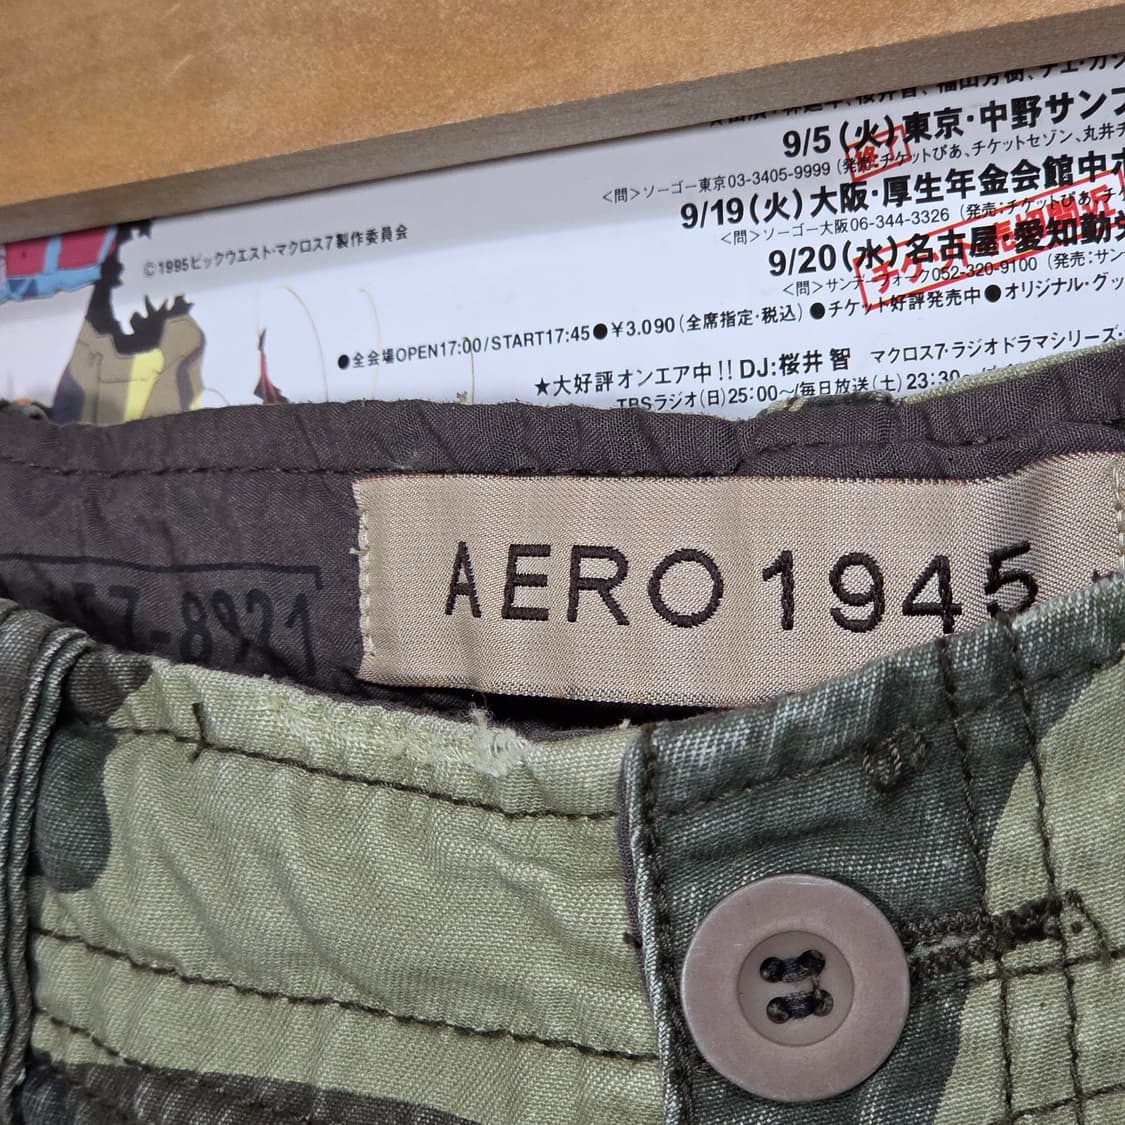 9/5(火)東京・中野サンプ
<問>ソーゴー東京03-3405-9999 (発売:チケットぴあ、チケットセゾン、丸井チ
9/19(火)大阪・厚生年金会館中ホ
<問>ソーゴー大阪06-344-3326 (発売:チケットぴあ、
9/20(水)名古屋・愛知勤労
<問>サンデーフォーク052-320-9100 (発売:サン
©1995ビックウエスト・マクロス7製作委員会
●全会場OPEN17:00/START17:45●¥3.090(全席指定・税込) ●チケット好評発売中●オリジナル・グッ
★大好評オンエア中!!DJ:桜井 智 マクロス7・ラジオドラマシリーズ
TBSラジオ(日)25:00〜/毎日放送(土)23:30〜
AERO 1945
57-8921